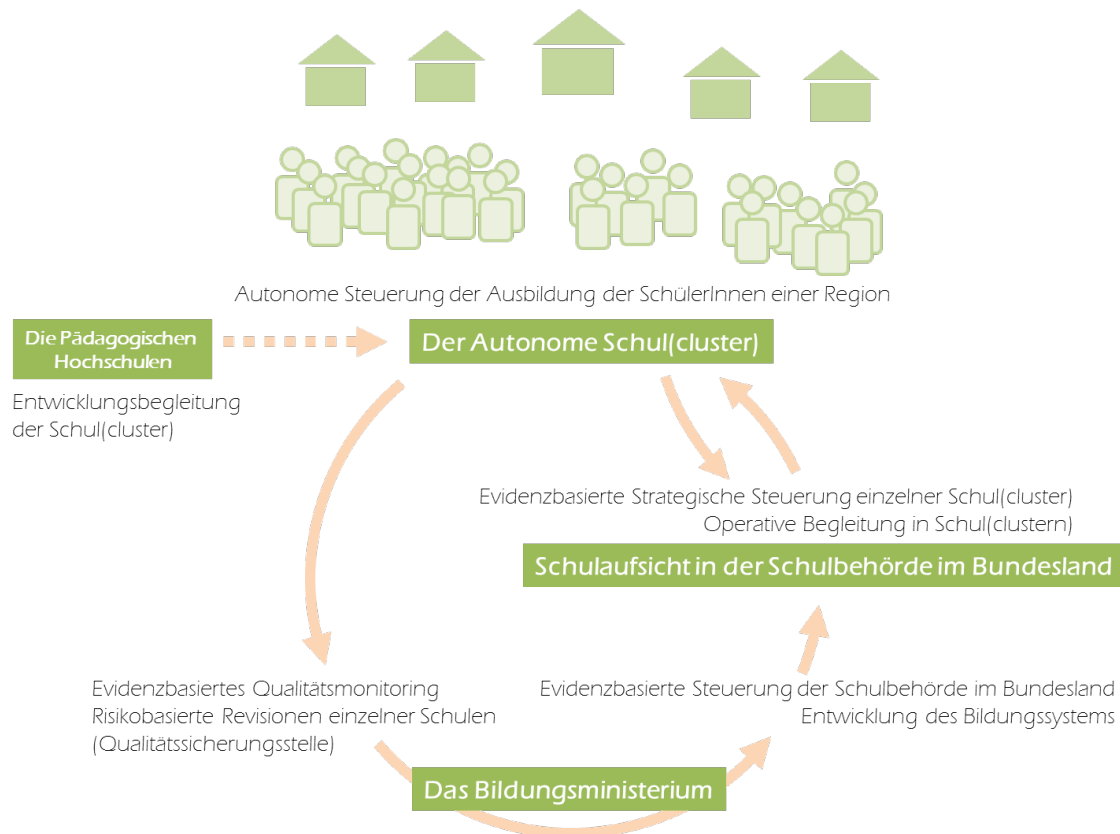 Autonome Steuerung der Ausbildung der SchülerInnen einer Region
Die Pädagogischen
Hochschulen
Der Autonome Schul(cluster)
Entwicklungsbegleitung
der Schul(cluster)
Evidenzbasierte Strategische Steuerung einzelner Schul(cluster)
Operative Begleitung in Schul(clustern)
Schulaufsicht in der Schulbehörde im Bundesland
Evidenzbasiertes Qualitätsmonitoring
Risikobasierte Revisionen einzelner Schulen
(Qualitätssicherungsstelle)
Evidenzbasierte Steuerung der Schulbehörde im Bundesland
Entwicklung des Bildungssystems
Das Bildungsministerium